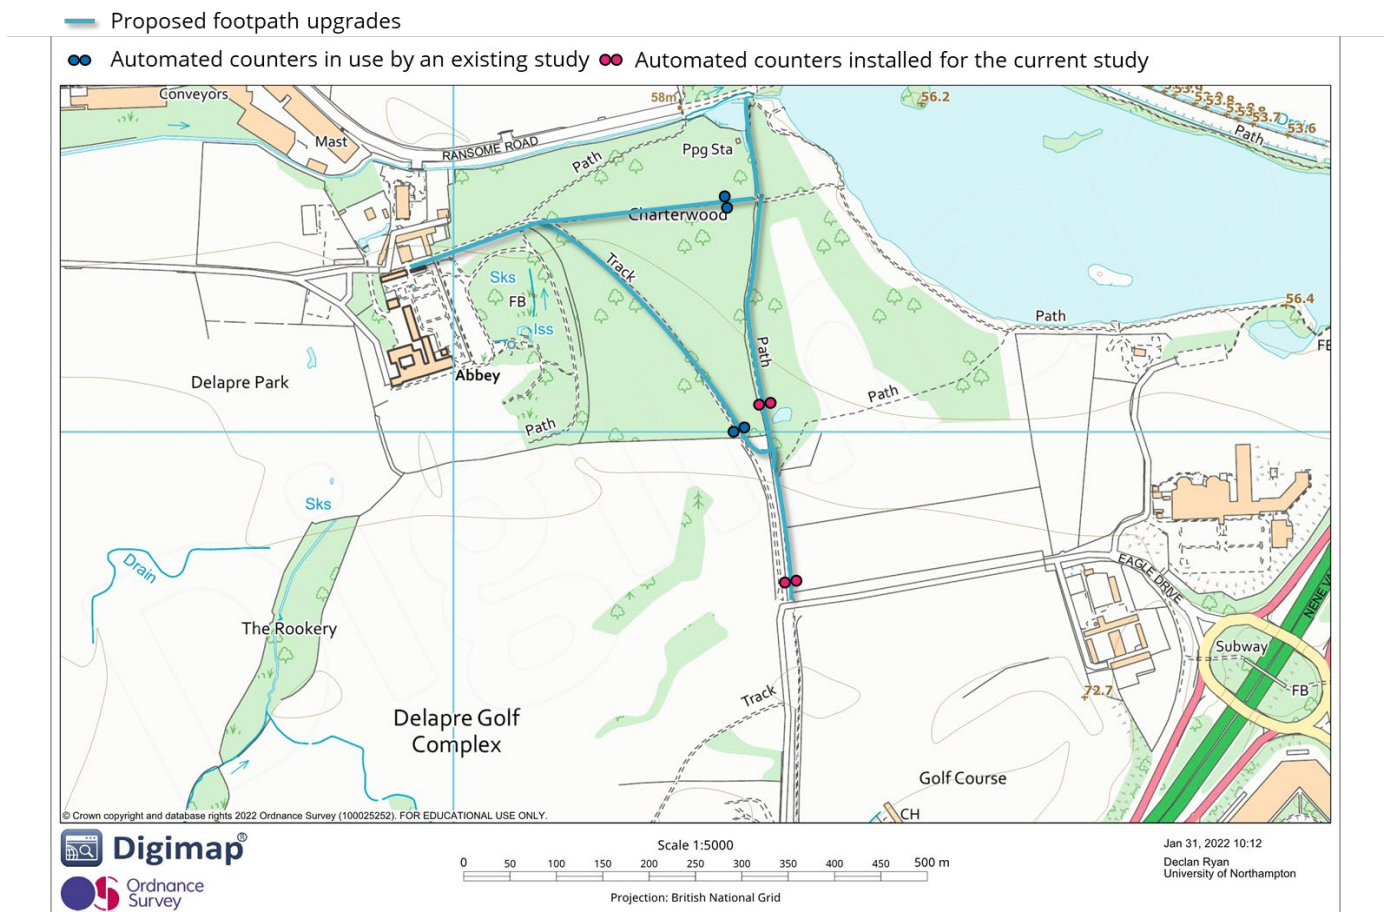 Proposed footpath upgrades
Automated counters in use by an existing study
Automated counters installed for the current study
Conveyors
58m
56.2
53.6
53.7
Drain
Path
Mast
RANSOME ROAD
Path
Ppg Sta
Charterwood
Track
Sks
FB
Iss
56.4
Path
Path
Delapre Park
Abbey
Path
Path
Sks
Drain
EAGLE DRIVE
The Rookery
Subway
FB
72.7
Track
Delapre Golf
Complex
Golf Course
CH
© Crown copyright and database rights 2022 Ordnance Survey (100025252). FOR EDUCATIONAL USE ONLY.
Digimap®
Ordnance
Survey
Scale 1:5000
0 50 100 150 200 250 300 350 400 450 500 m
Projection: British National Grid
Jan 31, 2022 10:12
Declan Ryan
University of Northampton